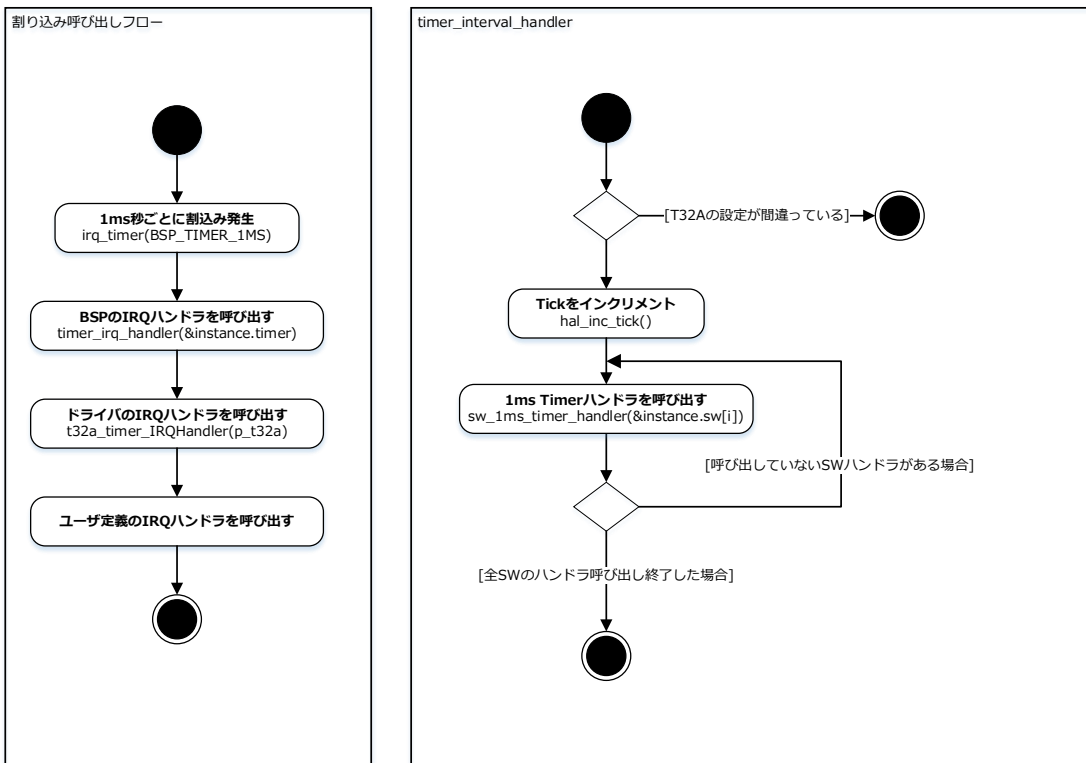 割り込み呼び出しフロー
1ms秒ごとに割込み発生
irq_timer(BSP_TIMER_1MS)
BSPのIRQハンドラを呼び出す
timer_irq_handler(&instance.timer)
ドライバのIRQハンドラを呼び出す
t32a_timer_IRQHandler(p_t32a)
ユーザ定義のIRQハンドラを呼び出す
timer_interval_handler
[T32Aの設定が間違っている]
Tickをインクリメント
hal_inc_tick()
1ms Timerハンドラを呼び出す
sw_1ms_timer_handler(&instance.sw[i])
[呼び出していないSWハンドラがある場合]
[全SWのハンドラ呼び出し終了した場合]